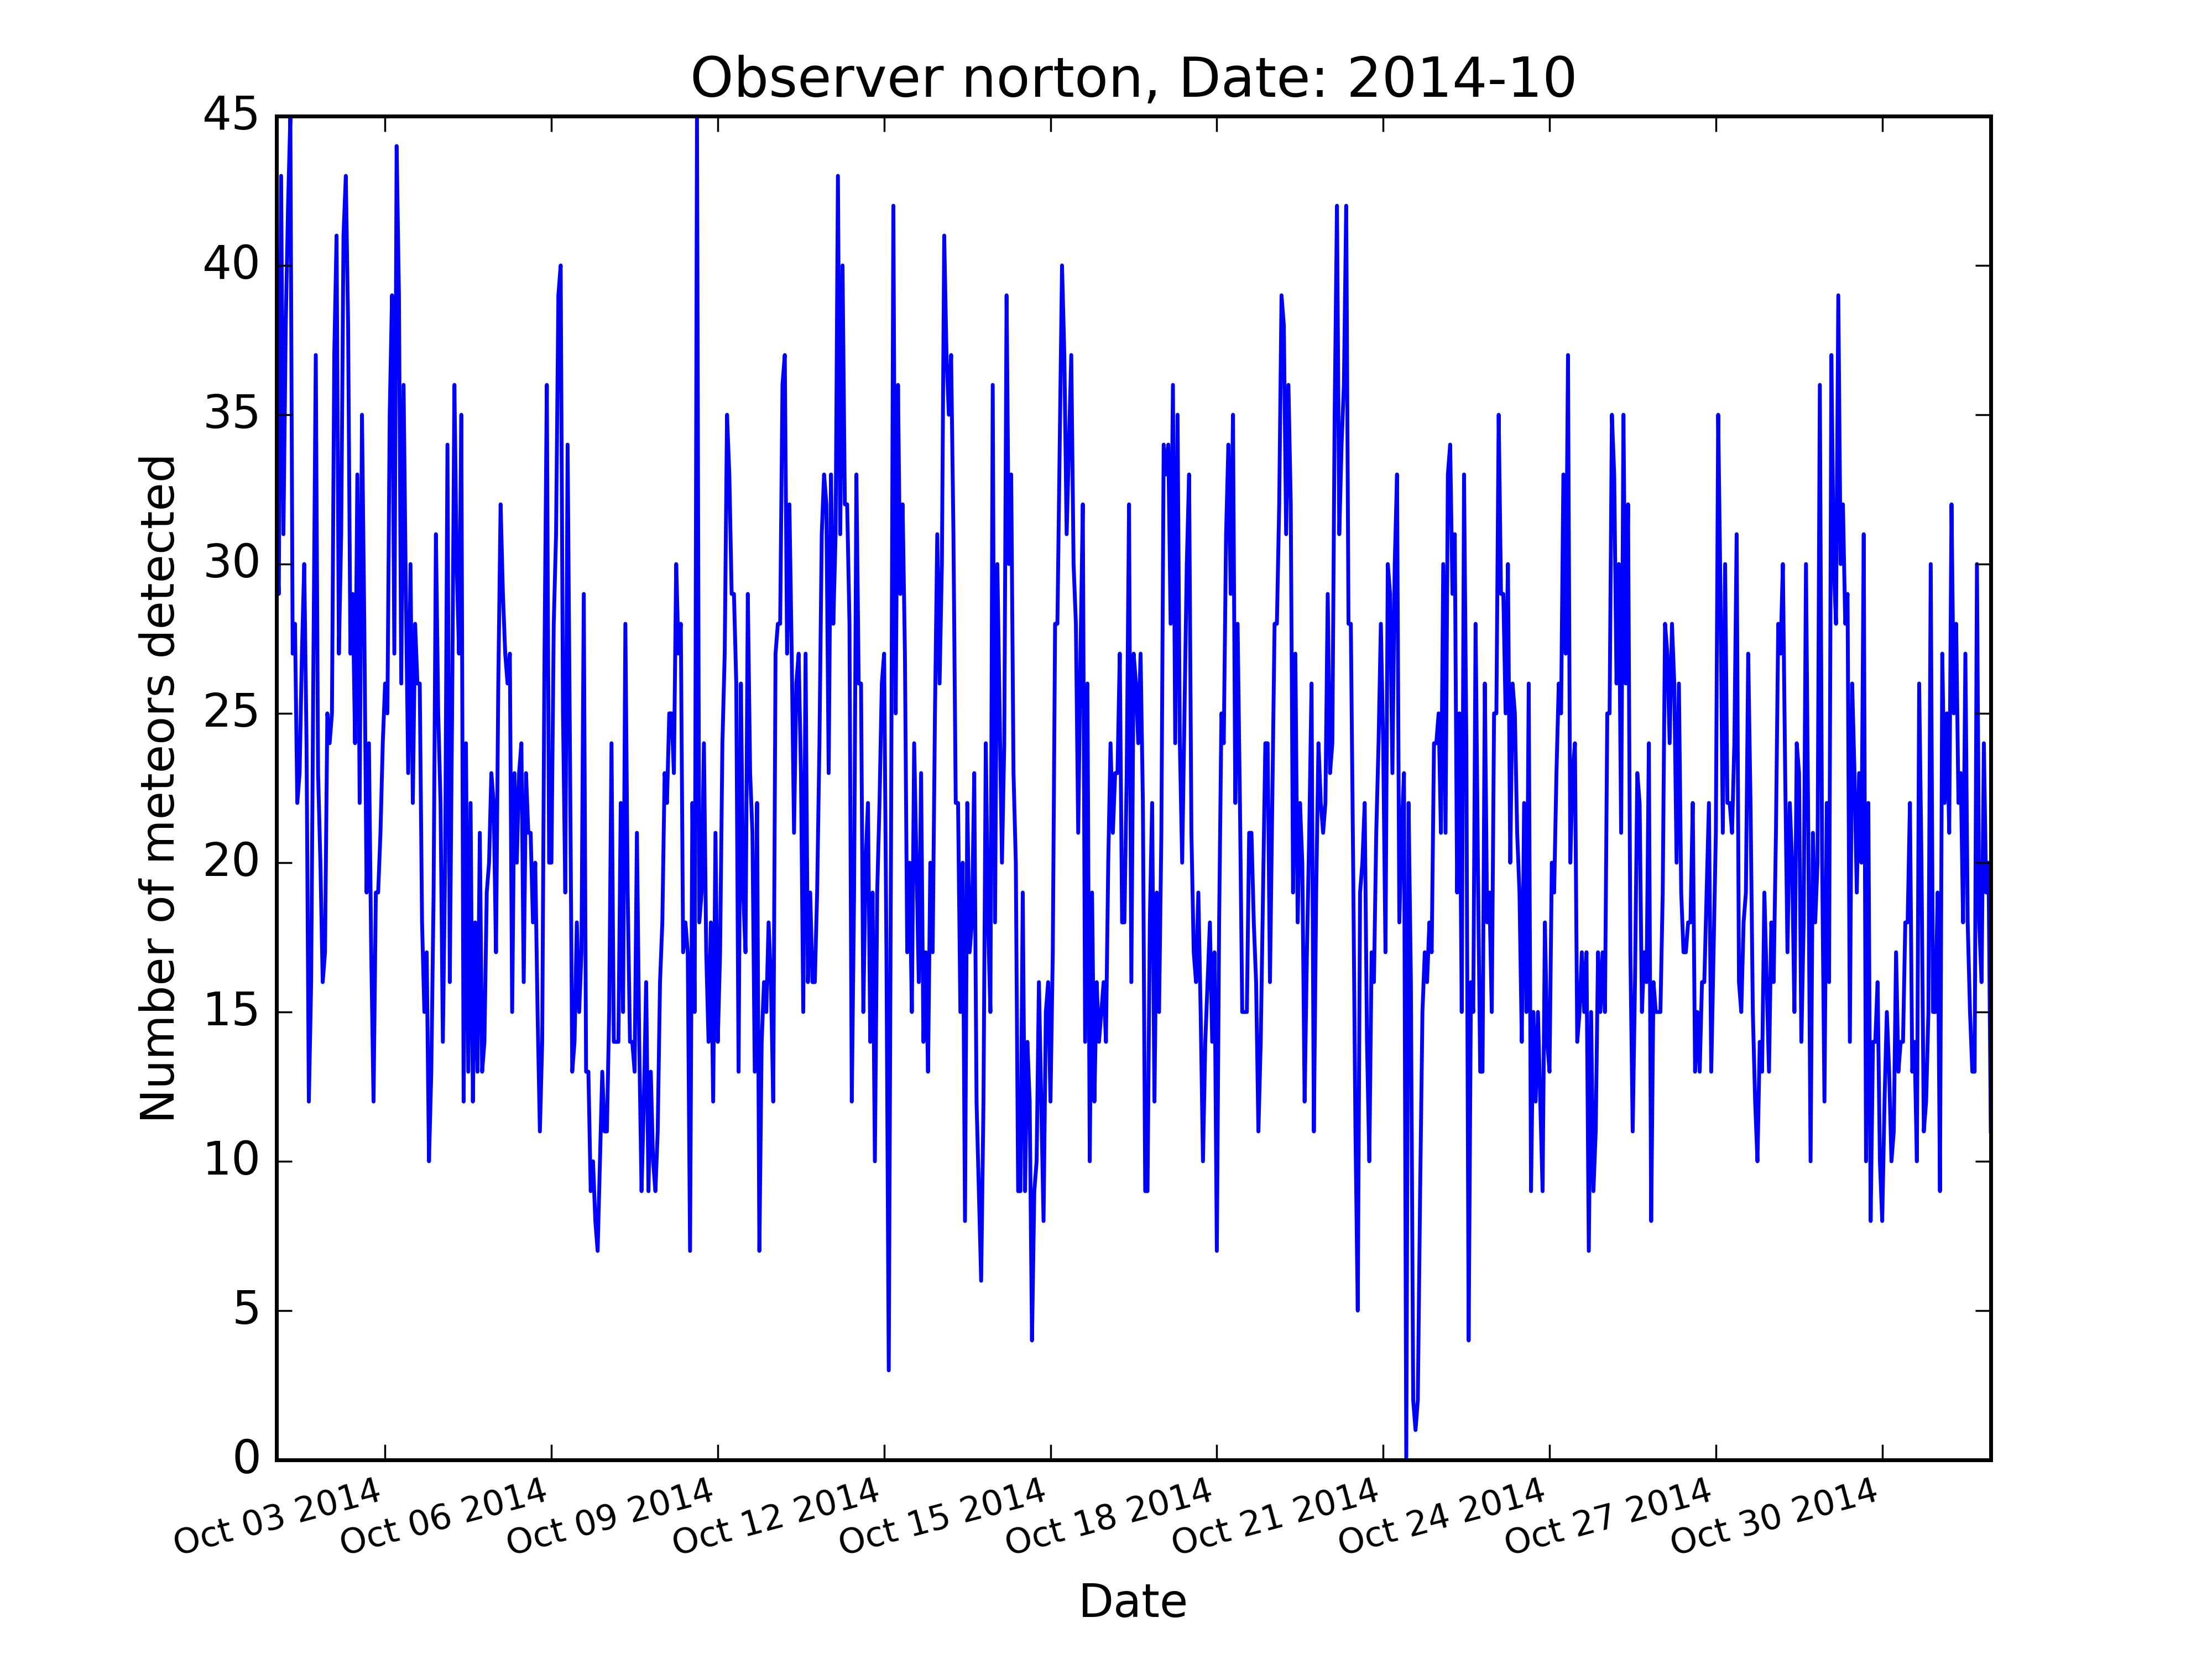 Observer norton, Date: 2014-10
Number of meteors detected
45
40
35
30
25
20
15
10
5
0
Oct 03 2014
Oct 06 2014
Oct 09 2014
Oct 12 2014
Oct 15 2014
Oct 18 2014
Oct 21 2014
Oct 24 2014
Oct 27 2014
Oct 30 2014
Date